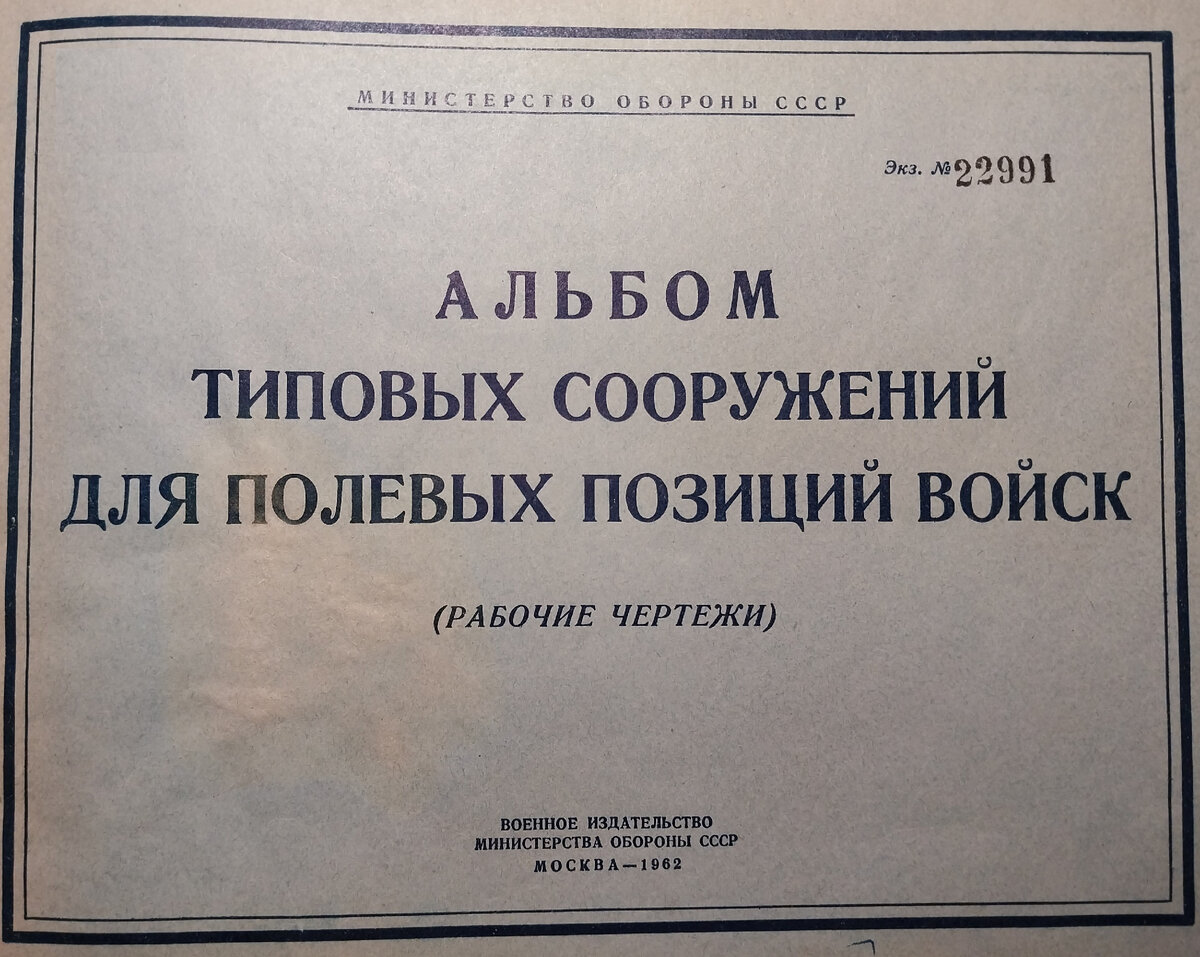 МИНИСТЕРСТВО ОБОРОНЫ СССР
Экз. №22991
АЛЬБОМ
ТИПОВЫХ СООРУЖЕНИЙ
ДЛЯ ПОЛЕВЫХ ПОЗИЦИЙ ВОЙСК
(РАБОЧИЕ ЧЕРТЕЖИ)
ВОЕННОЕ ИЗДАТЕЛЬСТВО
МИНИСТЕРСТВА ОБОРОНЫ СССР
МОСКВА—1962